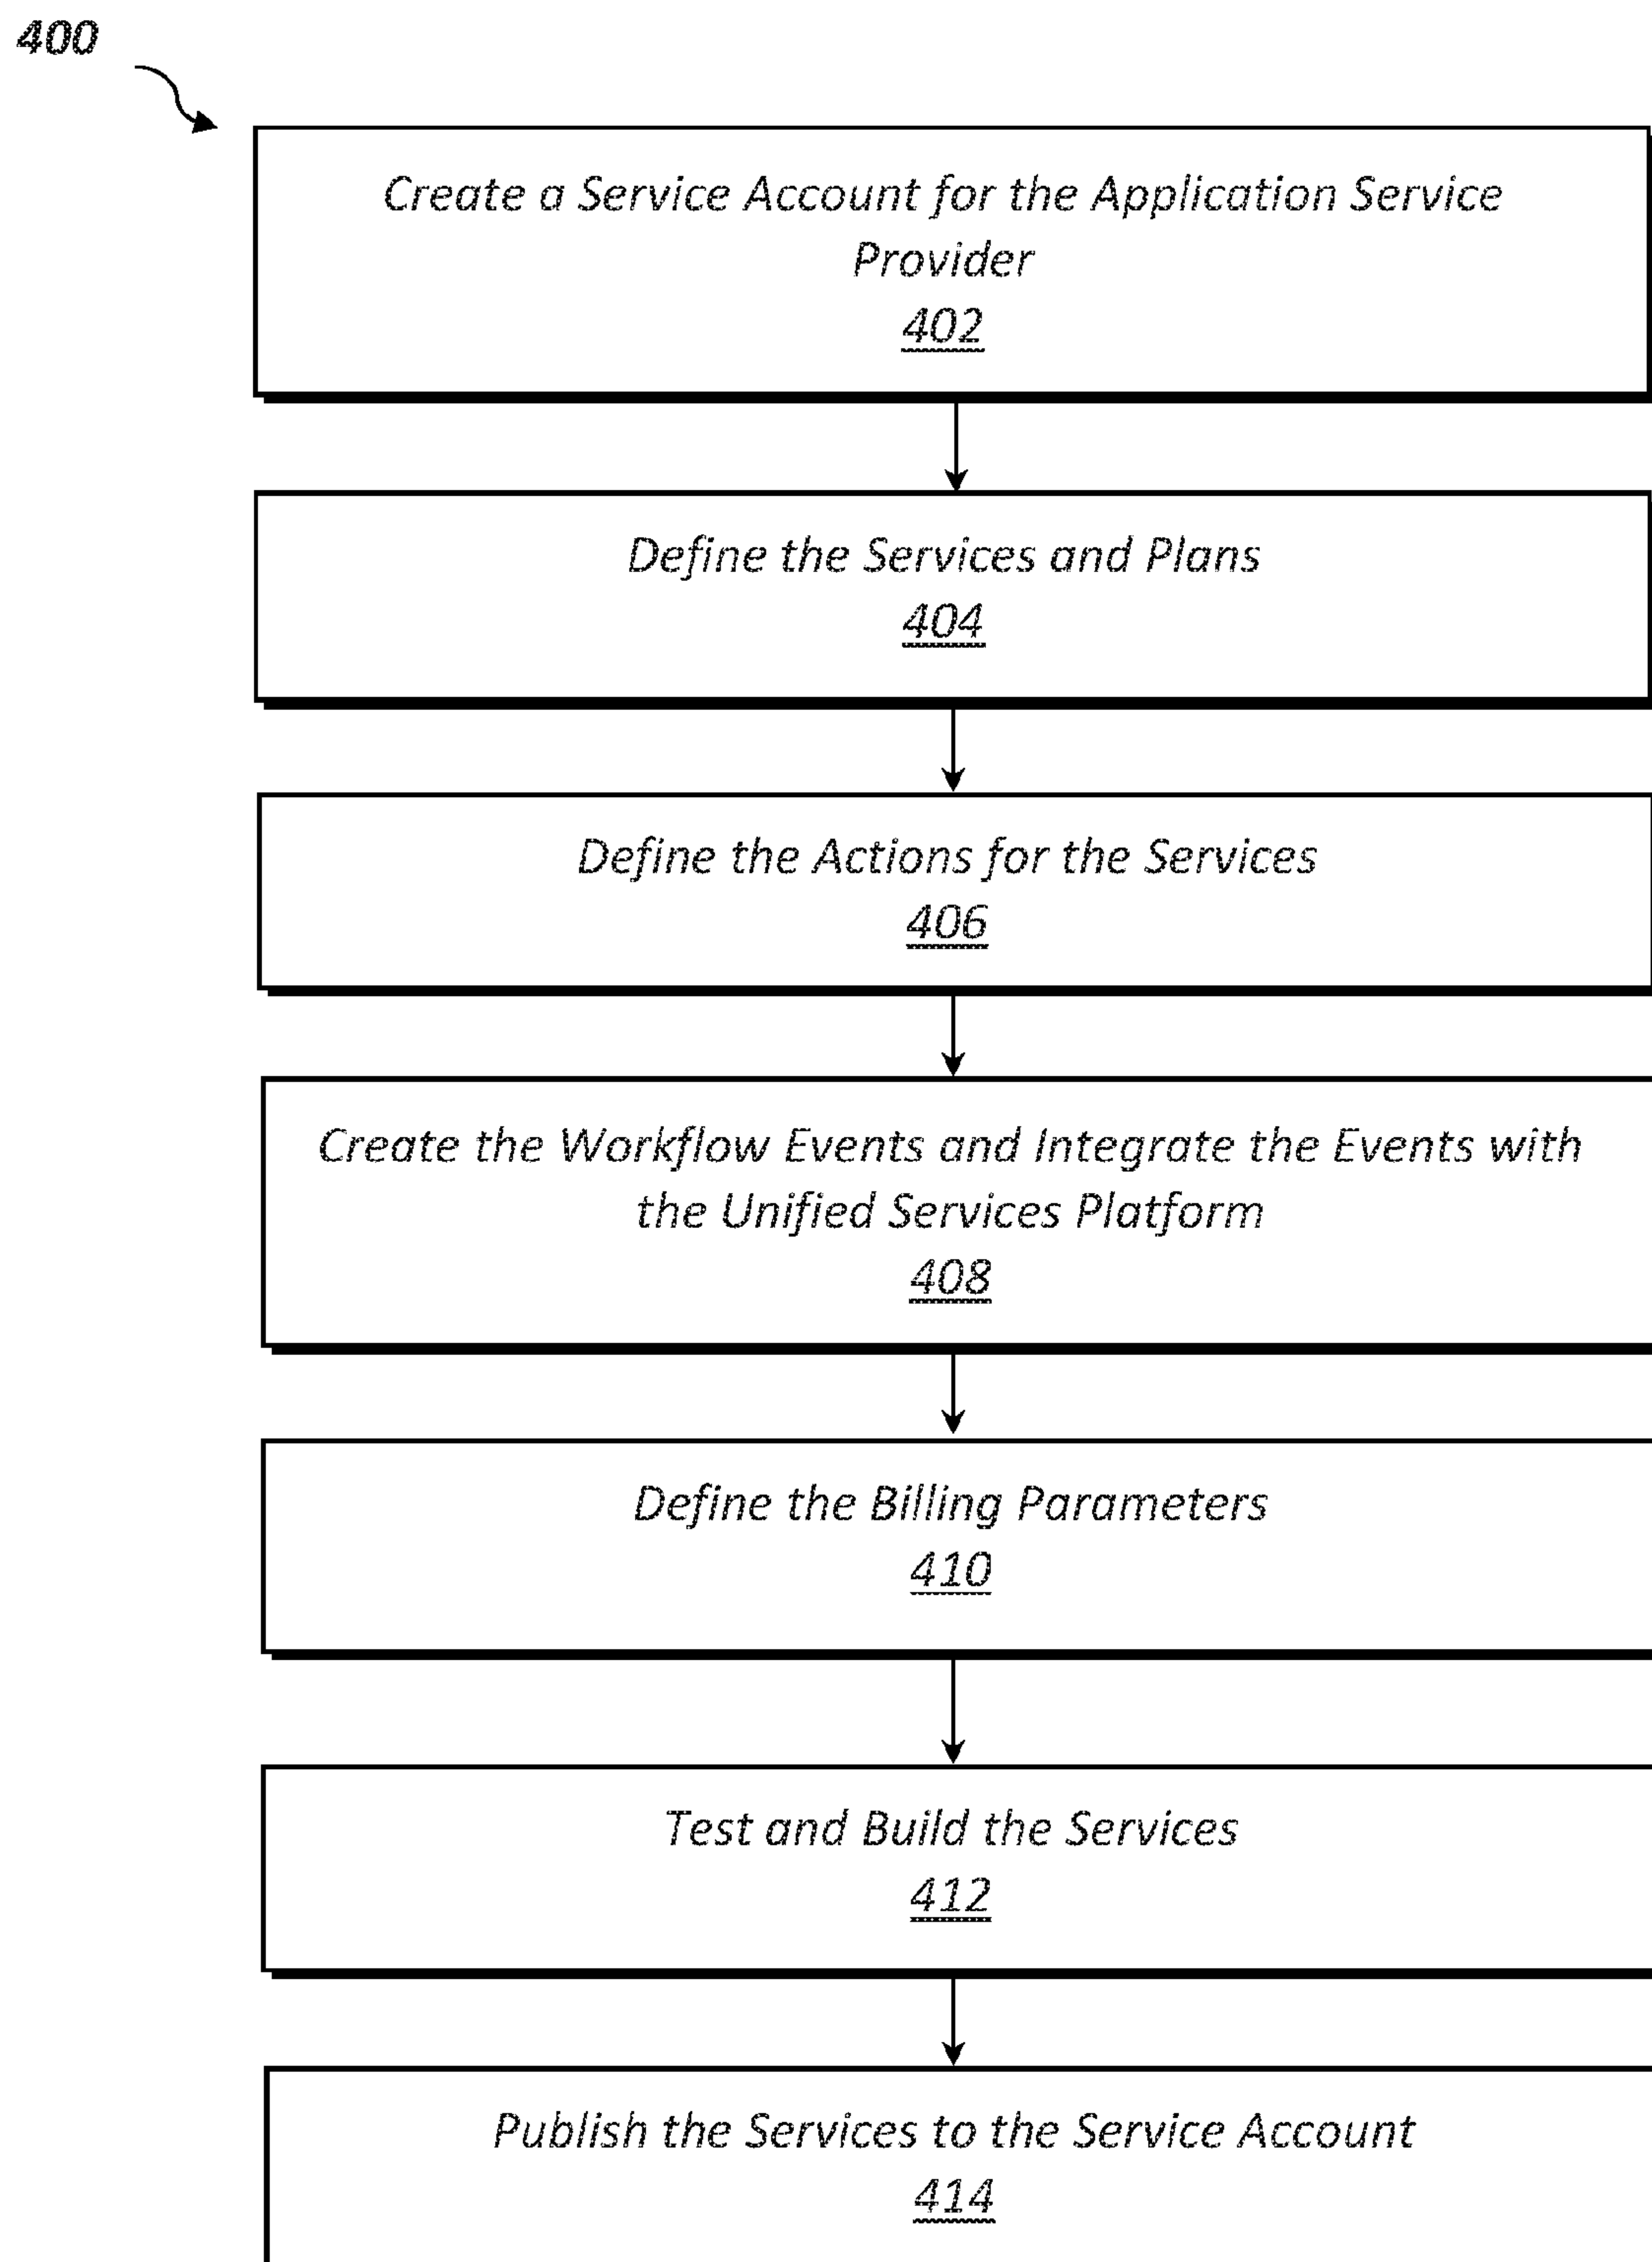 400
Create a Service Account for the Application Service
Provider
402
Define the Services and Plans
404
Define the Actions for the Services
406
Create the Workflow Events and Integrate the Events with
the Unified Services Platform
408
Define the Billing Parameters
410
Test and Build the Services
412
Publish the Services to the Service Account
414